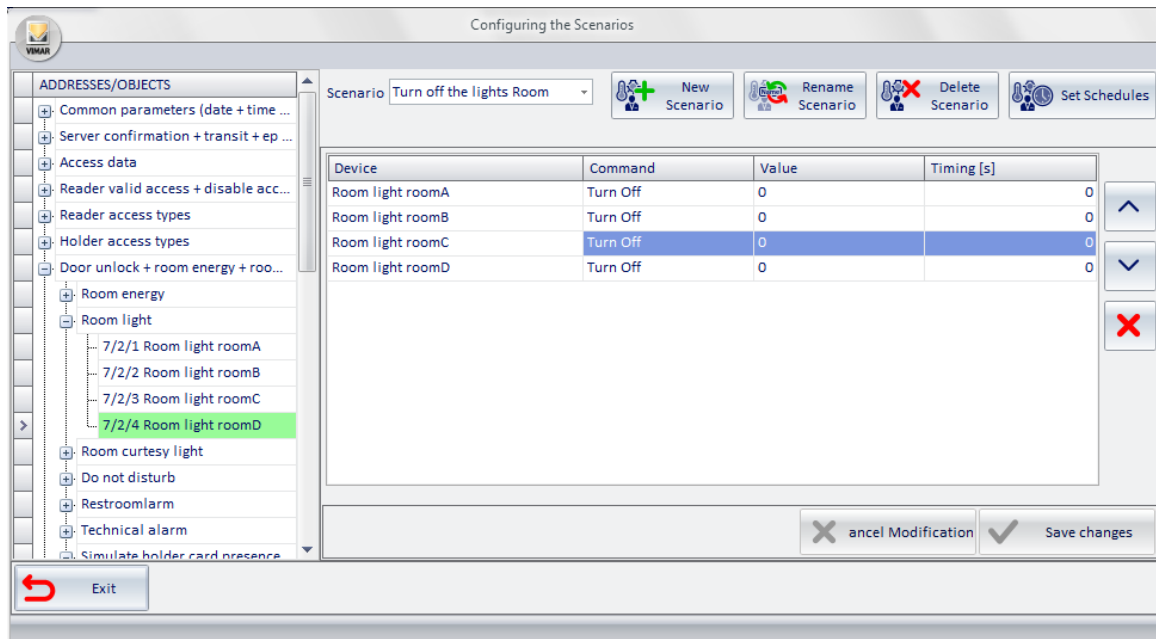 Configuring the Scenarios
VIMAR
ADDRESSES/OBJECTS
Common parameters (date + time ...
Server confirmation + transit + ep ...
Access data
Reader valid access + disable acc...
Reader access types
Holder access types
Door unlock + room energy + roo...
Room energy
Room light
7/2/1 Room light roomA
7/2/2 Room light roomB
7/2/3 Room light roomC
7/2/4 Room light roomD
Room curtesy light
Do not disturb
Restroomlarm
Technical alarm
Simulate holder card presence
Scenario Turn off the lights Room
New Scenario
Rename Scenario
Delete Scenario
Set Schedules
Device Command Value Timing [s]
Room light roomA Turn Off 0 0
Room light roomB Turn Off 0 0
Room light roomC Turn Off 0 0
Room light roomD Turn Off 0 0
ancel Modification
Save changes
Exit